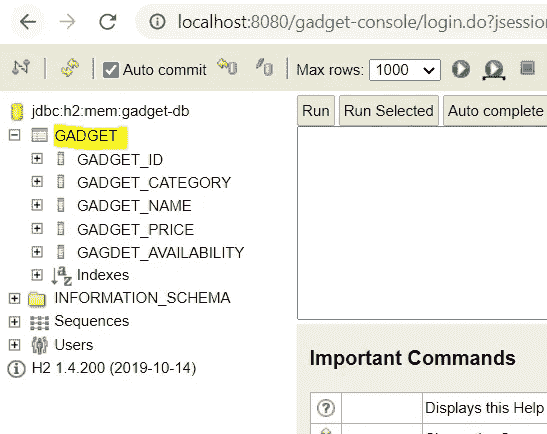 localhost:8080/gadget-console/login.do?jsessio
Auto commit Max rows: 1000
jdbc:h2:mem:gadget-db
Run Run Selected Auto complete
GADGET
GADGET_ID
GADGET_CATEGORY
GADGET_NAME
GADGET_PRICE
GAGDET_AVAILABILITY
Indexes
INFORMATION_SCHEMA
Sequences
Users
H2 1.4.200 (2019-10-14)
Important Commands
Displays this Help